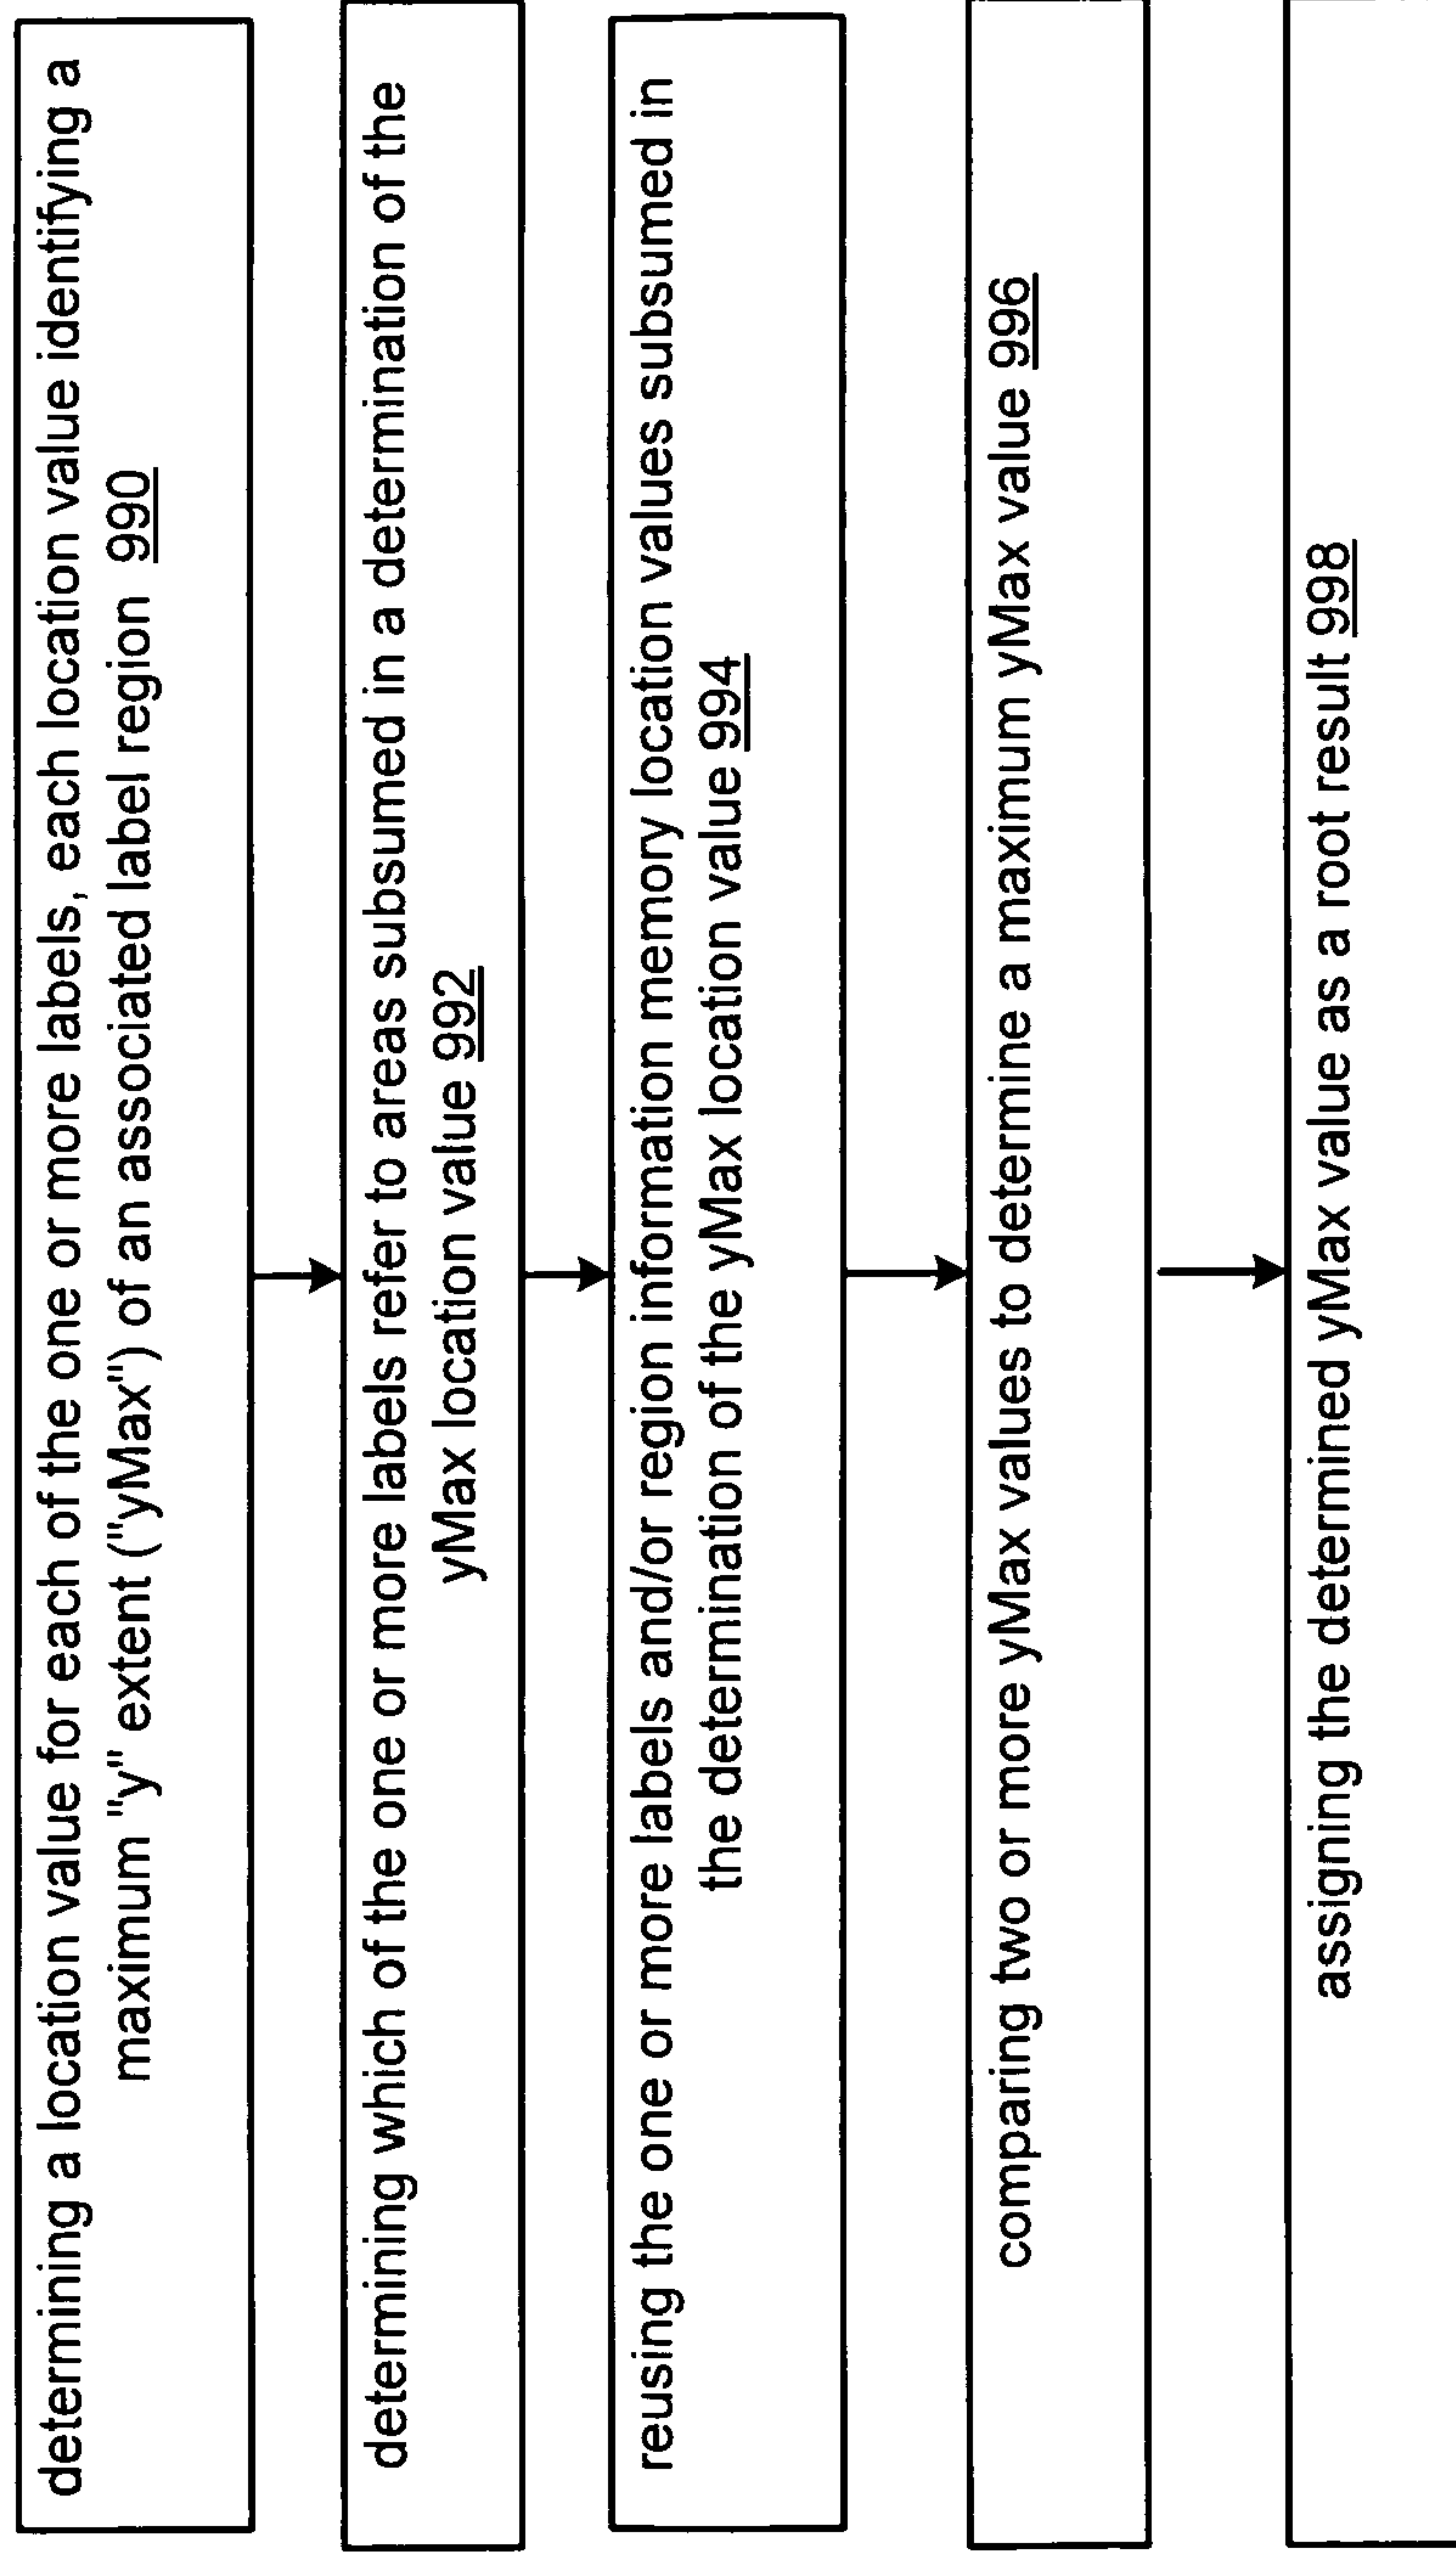 determining a location value for each of the one or more labels, each location value identifying a
maximum "y" extent ("yMax") of an associated label region 990
determining which of the one or more labels refer to areas subsumed in a determination of the
yMax location value 992
reusing the one or more labels and/or region information memory location values subsumed in
the determination of the yMax location value 994
comparing two or more yMax values to determine a maximum yMax value 996
assigning the determined yMax value as a root result 998